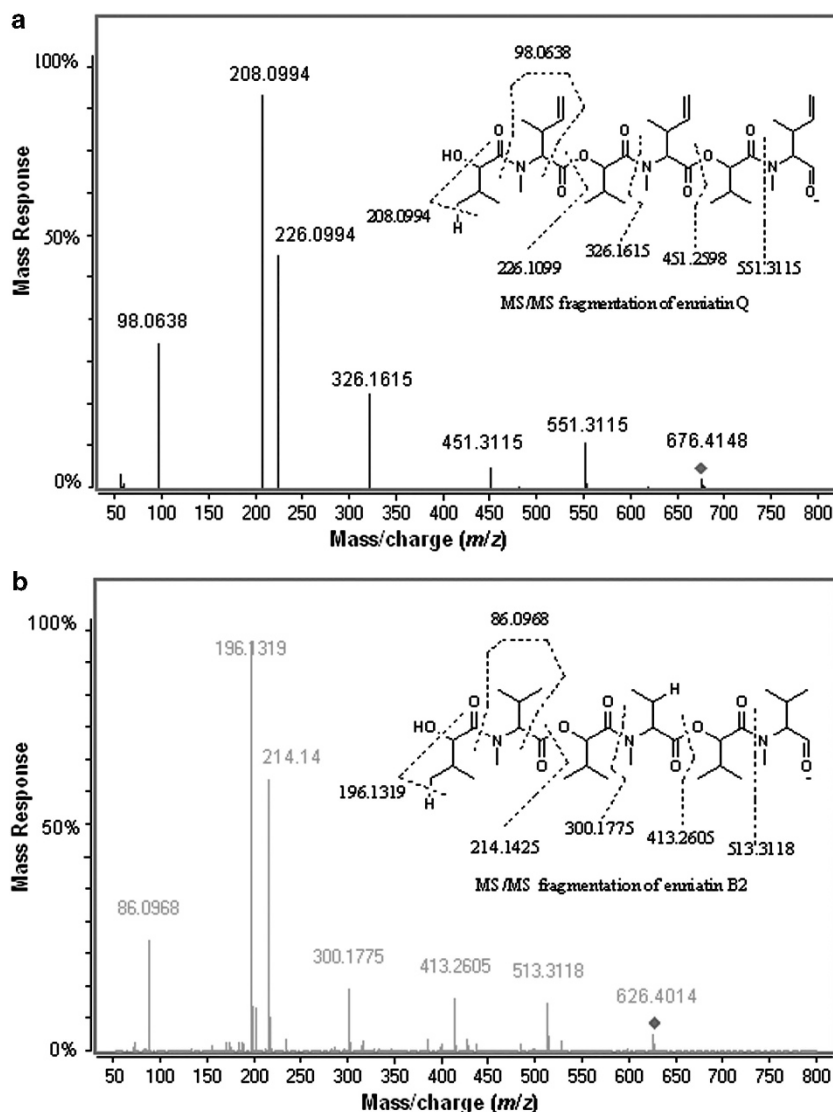 a
100%
50%
0%
Mass Response
208.0994
226.0994
98.0638
326.1615
451.3115
551.3115
676.4148
98.0638
O
O
O
HO
N
O
N
O
N
O
O
O
H
208.0994
226.1099
326.1615
451.2598
551.3115
MS/MS fragmentation of enniatin Q
50 100 150 200 250 300 350 400 450 500 550 600 650 700 750 800
Mass/charge (m/z)
b
100%
50%
0%
Mass Response
196.1319
214.14
86.0968
300.1775
413.2605
513.3118
626.4014
86.0968
H
O
O
O
HO
N
O
N
O
N
O
O
O
H
196.1319
214.1425
300.1775
413.2605
513.3118
MS/MS fragmentation of enniatin B2
50 100 150 200 250 300 350 400 450 500 550 600 650 700 750 800
Mass/charge (m/z)